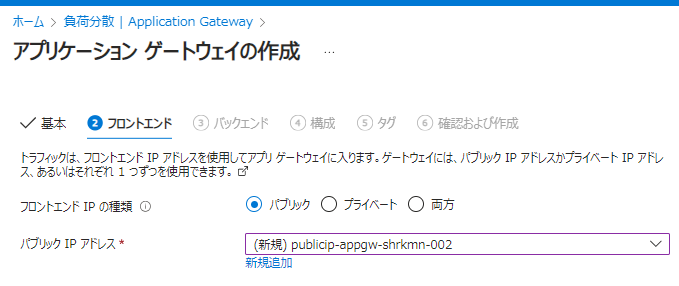 ホーム > 負荷分散 | Application Gateway >
アプリケーション ゲートウェイの作成 ...
基本 2 フロントエンド 3 バックエンド 4 構成 5 タグ 6 確認および作成
トラフィックは、フロントエンド IP アドレスを使用してアプリ ゲートウェイに入ります。ゲートウェイには、パブリック IP アドレスかプライベート IP アドレ
ス、あるいはそれぞれ 1 つずつを使用できます。
フロントエンド IP の種類 パブリック プライベート 両方
パブリック IP アドレス * (新規) publicip-appgw-shrkmn-002
新規追加